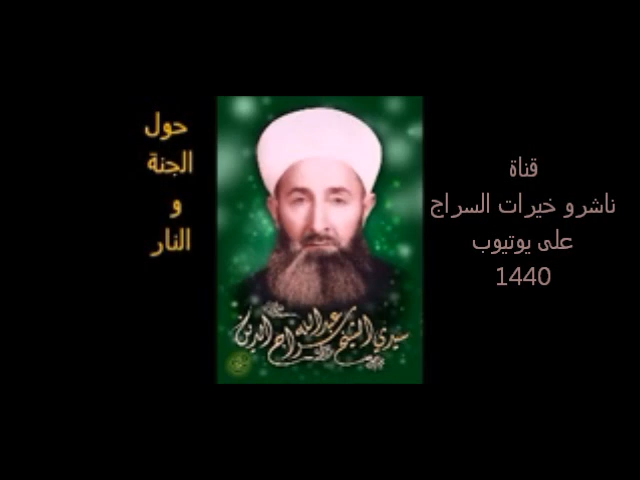 قناة
ناشرو خيرات السراج
على يوتيوب
1440
حول
الجنة
و
النار
سيدي الشيخ عبدالله سراج الدين